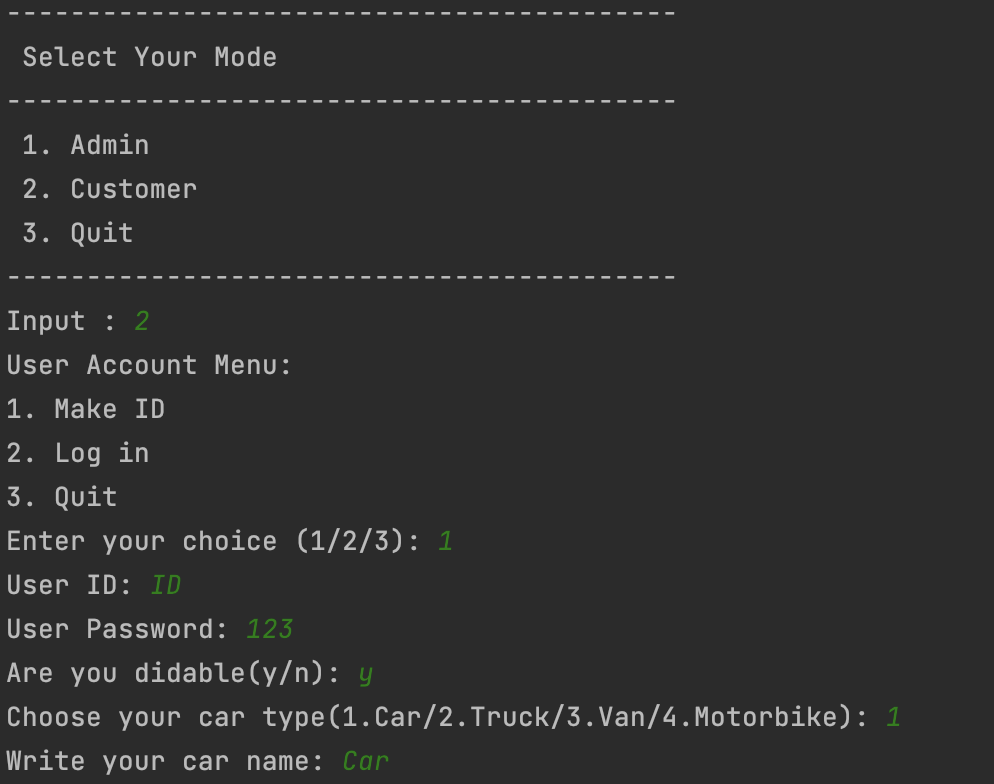 -------------------------------------------
Select Your Mode
-------------------------------------------
1. Admin
2. Customer
3. Quit
-------------------------------------------
Input : 2
User Account Menu:
1. Make ID
2. Log in
3. Quit
Enter your choice (1/2/3): 1
User ID: ID
User Password: 123
Are you didable(y/n): y
Choose your car type(1.Car/2.Truck/3.Van/4.Motorbike): 1
Write your car name: Car